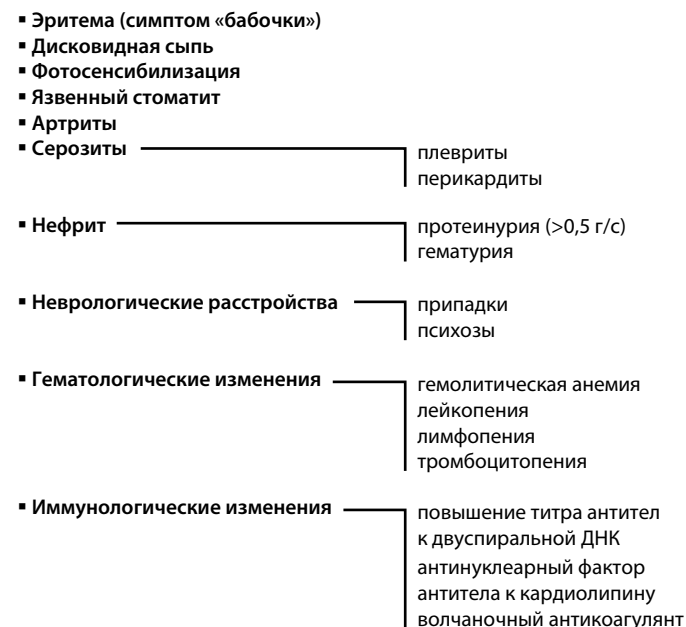 ▪ Эритема (симптом «бабочки»)
▪ Дисковидная сыпь
▪ Фотосенсибилизация
▪ Язвенный стоматит
▪ Артриты
▪ Серозиты
плевриты
перикардиты
▪ Нефрит
протеинурия (>0,5 г/с)
гематурия
▪ Неврологические расстройства
припадки
психозы
▪ Гематологические изменения
гемолитическая анемия
лейкопения
лимфопения
тромбоцитопения
▪ Иммунологические изменения
повышение титра антител
к двуспиральной ДНК
антинуклеарный фактор
антитела к кардиолипину
волчаночный антикоагулянт